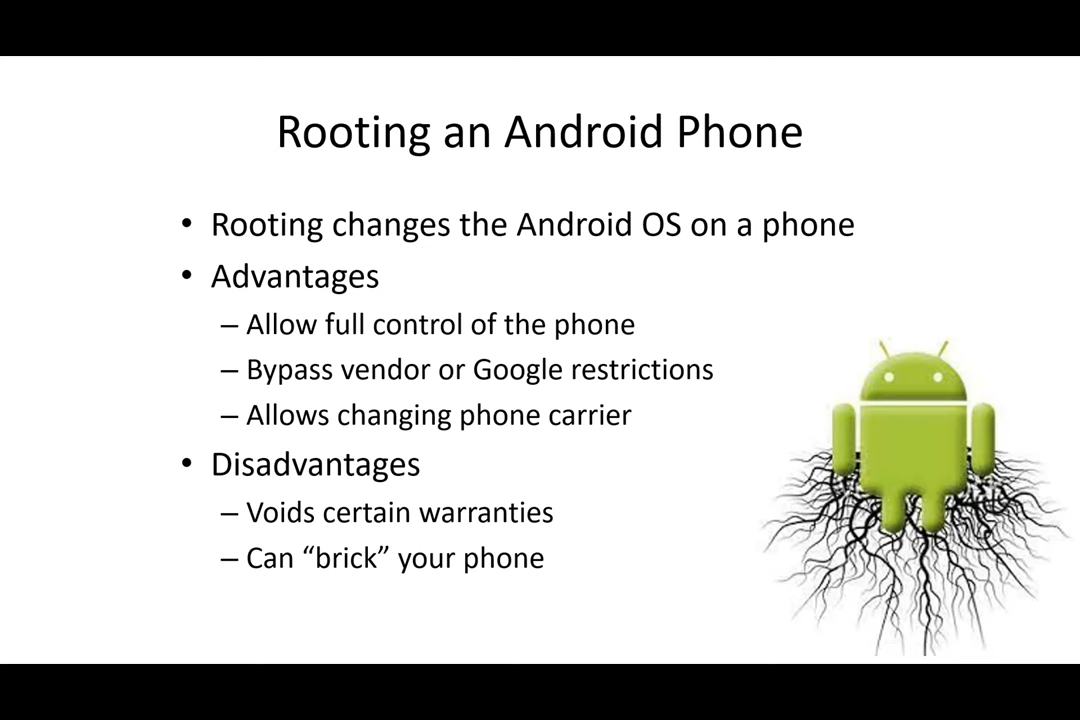 Rooting an Android Phone
• Rooting changes the Android OS on a phone
• Advantages
– Allow full control of the phone
– Bypass vendor or Google restrictions
– Allows changing phone carrier
• Disadvantages
– Voids certain warranties
– Can “brick” your phone